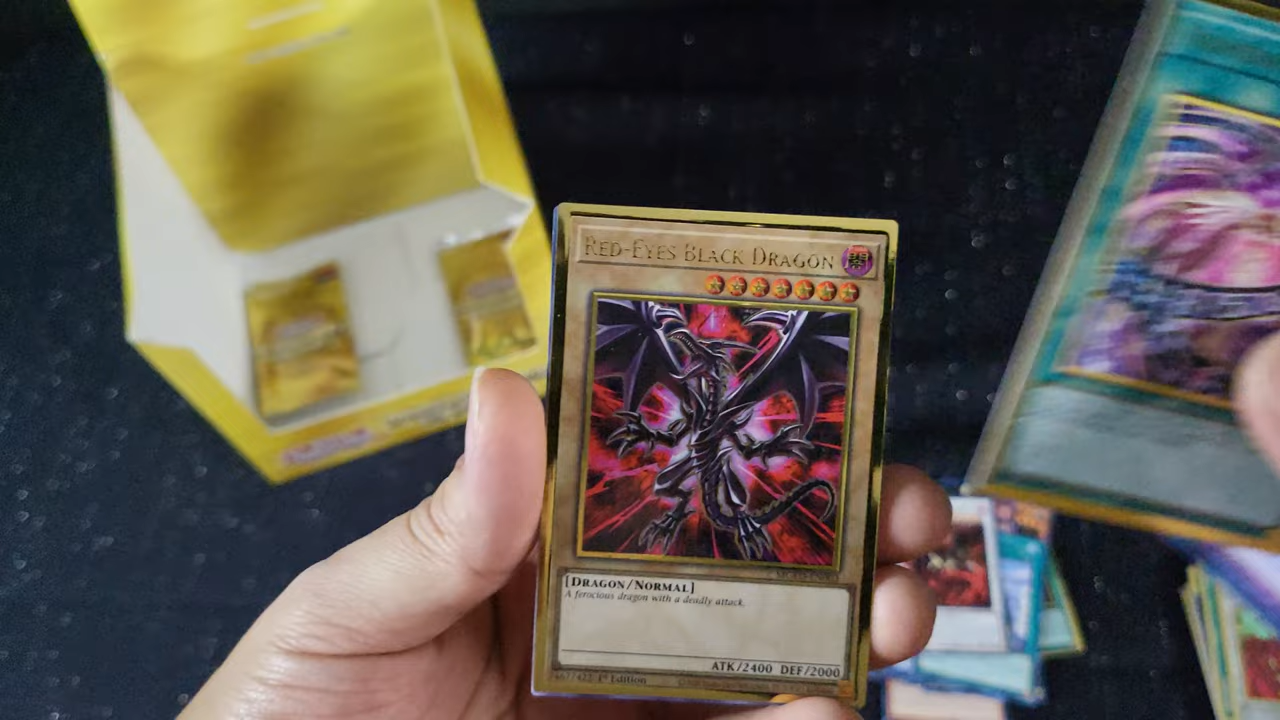 RED-EYES BLACK DRAGON
[DRAGON/NORMAL]
A ferocious dragon with a deadly attack.
ATK/2400 DEF/2000
1st Edition